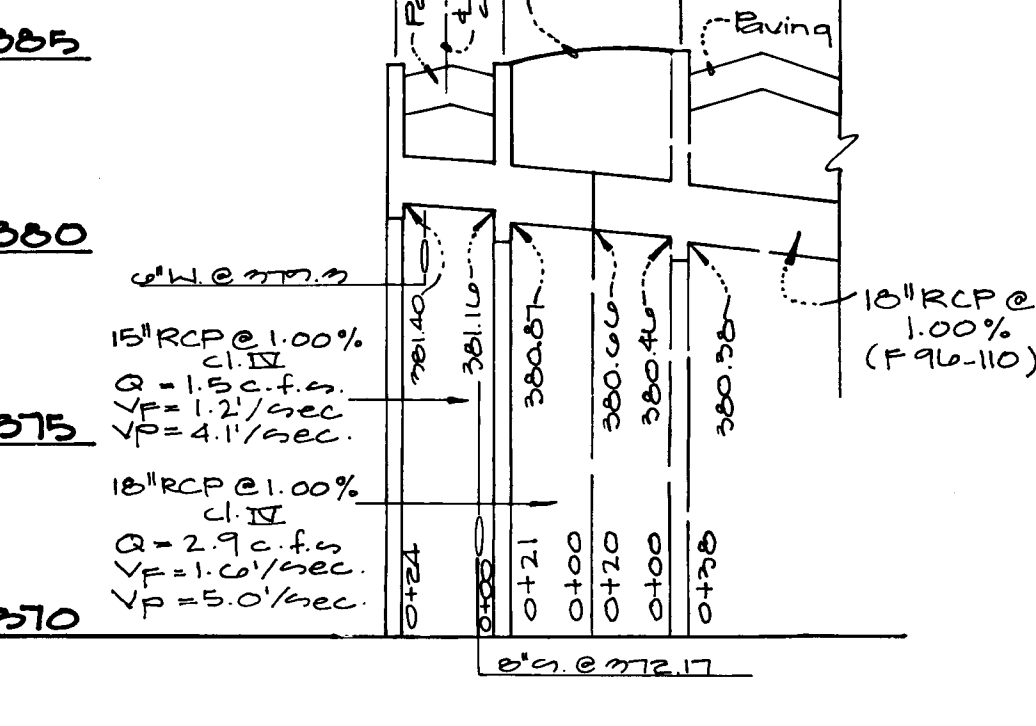 385
Paving
380
6"W. @ 379.3
15" RCP @ 1.00%
cl. IV
Q = 1.5 c.f.s.
VF = 1.2'/sec
VP = 4.1'/sec.
375
18" RCP @ 1.00%
cl. IV
Q = 2.9 c.f.s
VF = 1.6'/sec.
VP = 5.0'/sec.
370
381.40
381.16
380.87
380.66
380.46
380.38
18" RCP @
1.00%
(F96-110)
0+24
0+00
0+21
0+00
0+20
0+00
0+38
8"S. @ 372.17